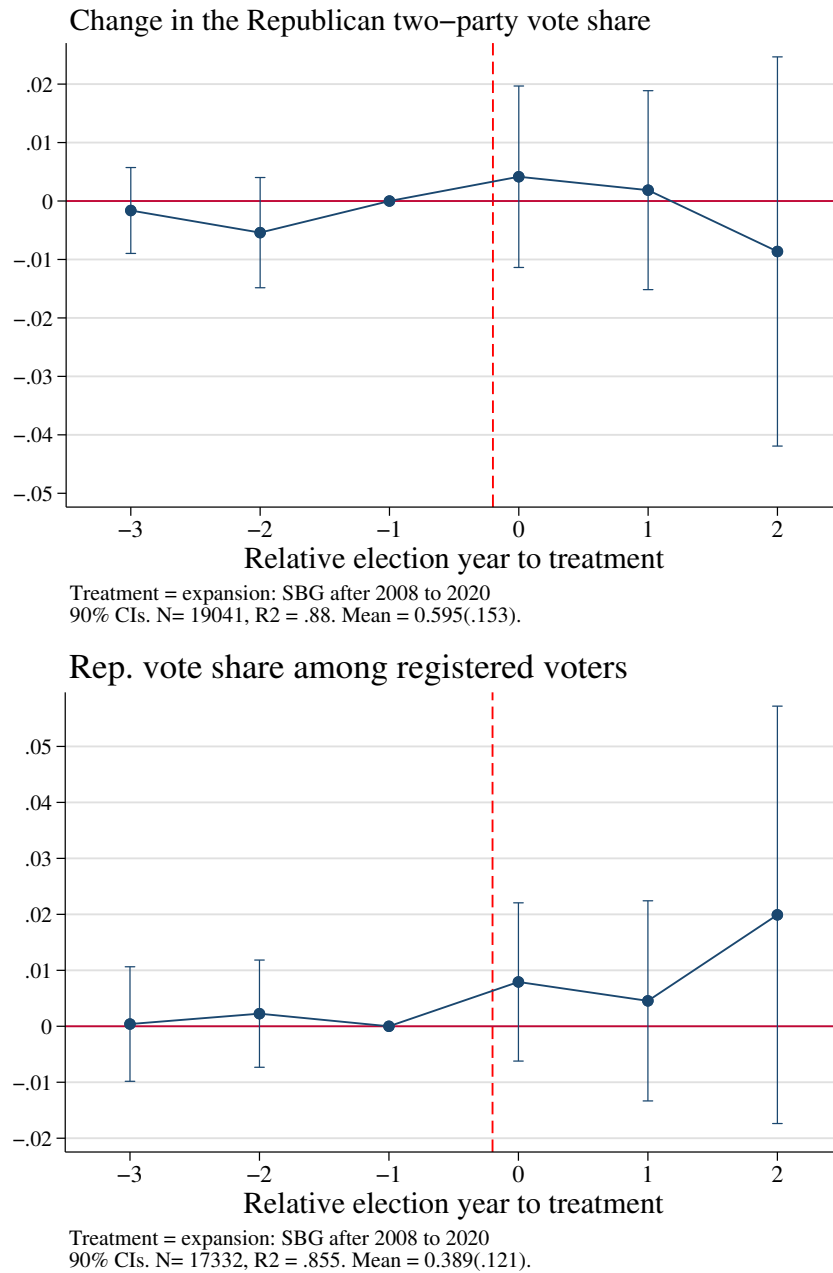 Change in the Republican two−party vote share
.02
.01
0
−.01
−.02
−.03
−.04
−.05
−3 −2 −1 0 1 2
Relative election year to treatment
Treatment = expansion: SBG after 2008 to 2020
90% CIs. N= 19041, R2 = .88. Mean = 0.595(.153).
Rep. vote share among registered voters
.05
.04
.03
.02
.01
0
−.01
−.02
−3 −2 −1 0 1 2
Relative election year to treatment
Treatment = expansion: SBG after 2008 to 2020
90% CIs. N= 17332, R2 = .855. Mean = 0.389(.121).